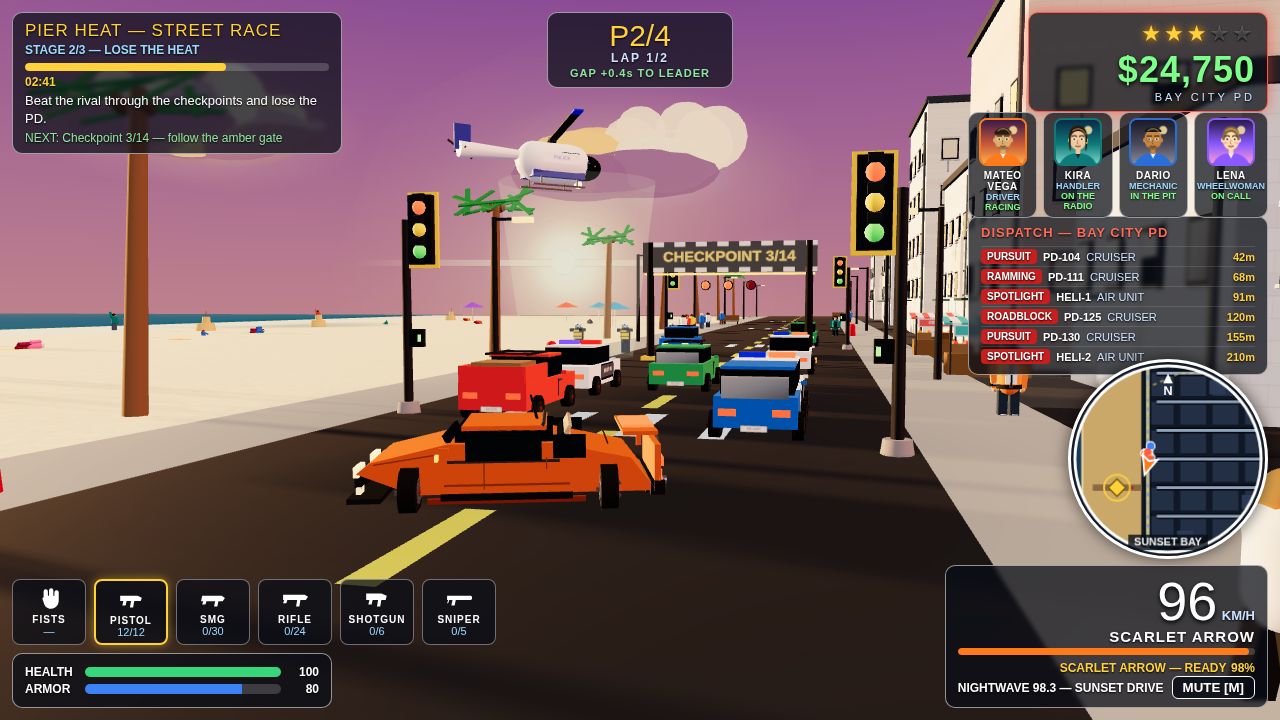 PIER HEAT — STREET RACE
STAGE 2/3 — LOSE THE HEAT
02:41
Beat the rival through the checkpoints and lose the
PD.
NEXT: Checkpoint 3/14 — follow the amber gate
P2/4
LAP 1/2
GAP +0.4s TO LEADER
$24,750
BAY CITY PD
MATEO
VEGA
DRIVER
RACING
KIRA
HANDLER
ON THE
RADIO
DARIO
MECHANIC
IN THE PIT
LENA
WHEELWOMAN
ON CALL
DISPATCH — BAY CITY PD
PURSUIT PD-104 CRUISER 42m
RAMMING PD-111 CRUISER 68m
SPOTLIGHT HELI-1 AIR UNIT 91m
ROADBLOCK PD-125 CRUISER 120m
PURSUIT PD-130 CRUISER 155m
SPOTLIGHT HELI-2 AIR UNIT 210m
CHECKPOINT 3/14
N
SUNSET BAY
FISTS
—
PISTOL
12/12
SMG
0/30
RIFLE
0/24
SHOTGUN
0/6
SNIPER
0/5
HEALTH 100
ARMOR 80
96 KM/H
SCARLET ARROW
SCARLET ARROW — READY 98%
NIGHTWAVE 98.3 — SUNSET DRIVE MUTE [M]